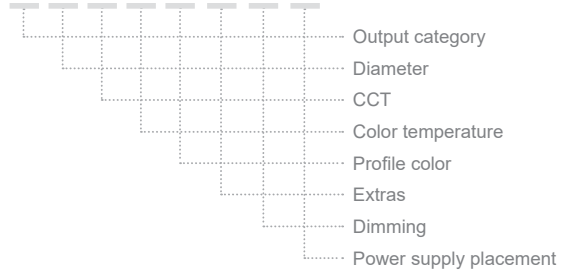 Output category
Diameter
CCT
Color temperature
Profile color
Extras
Dimming
Power supply placement